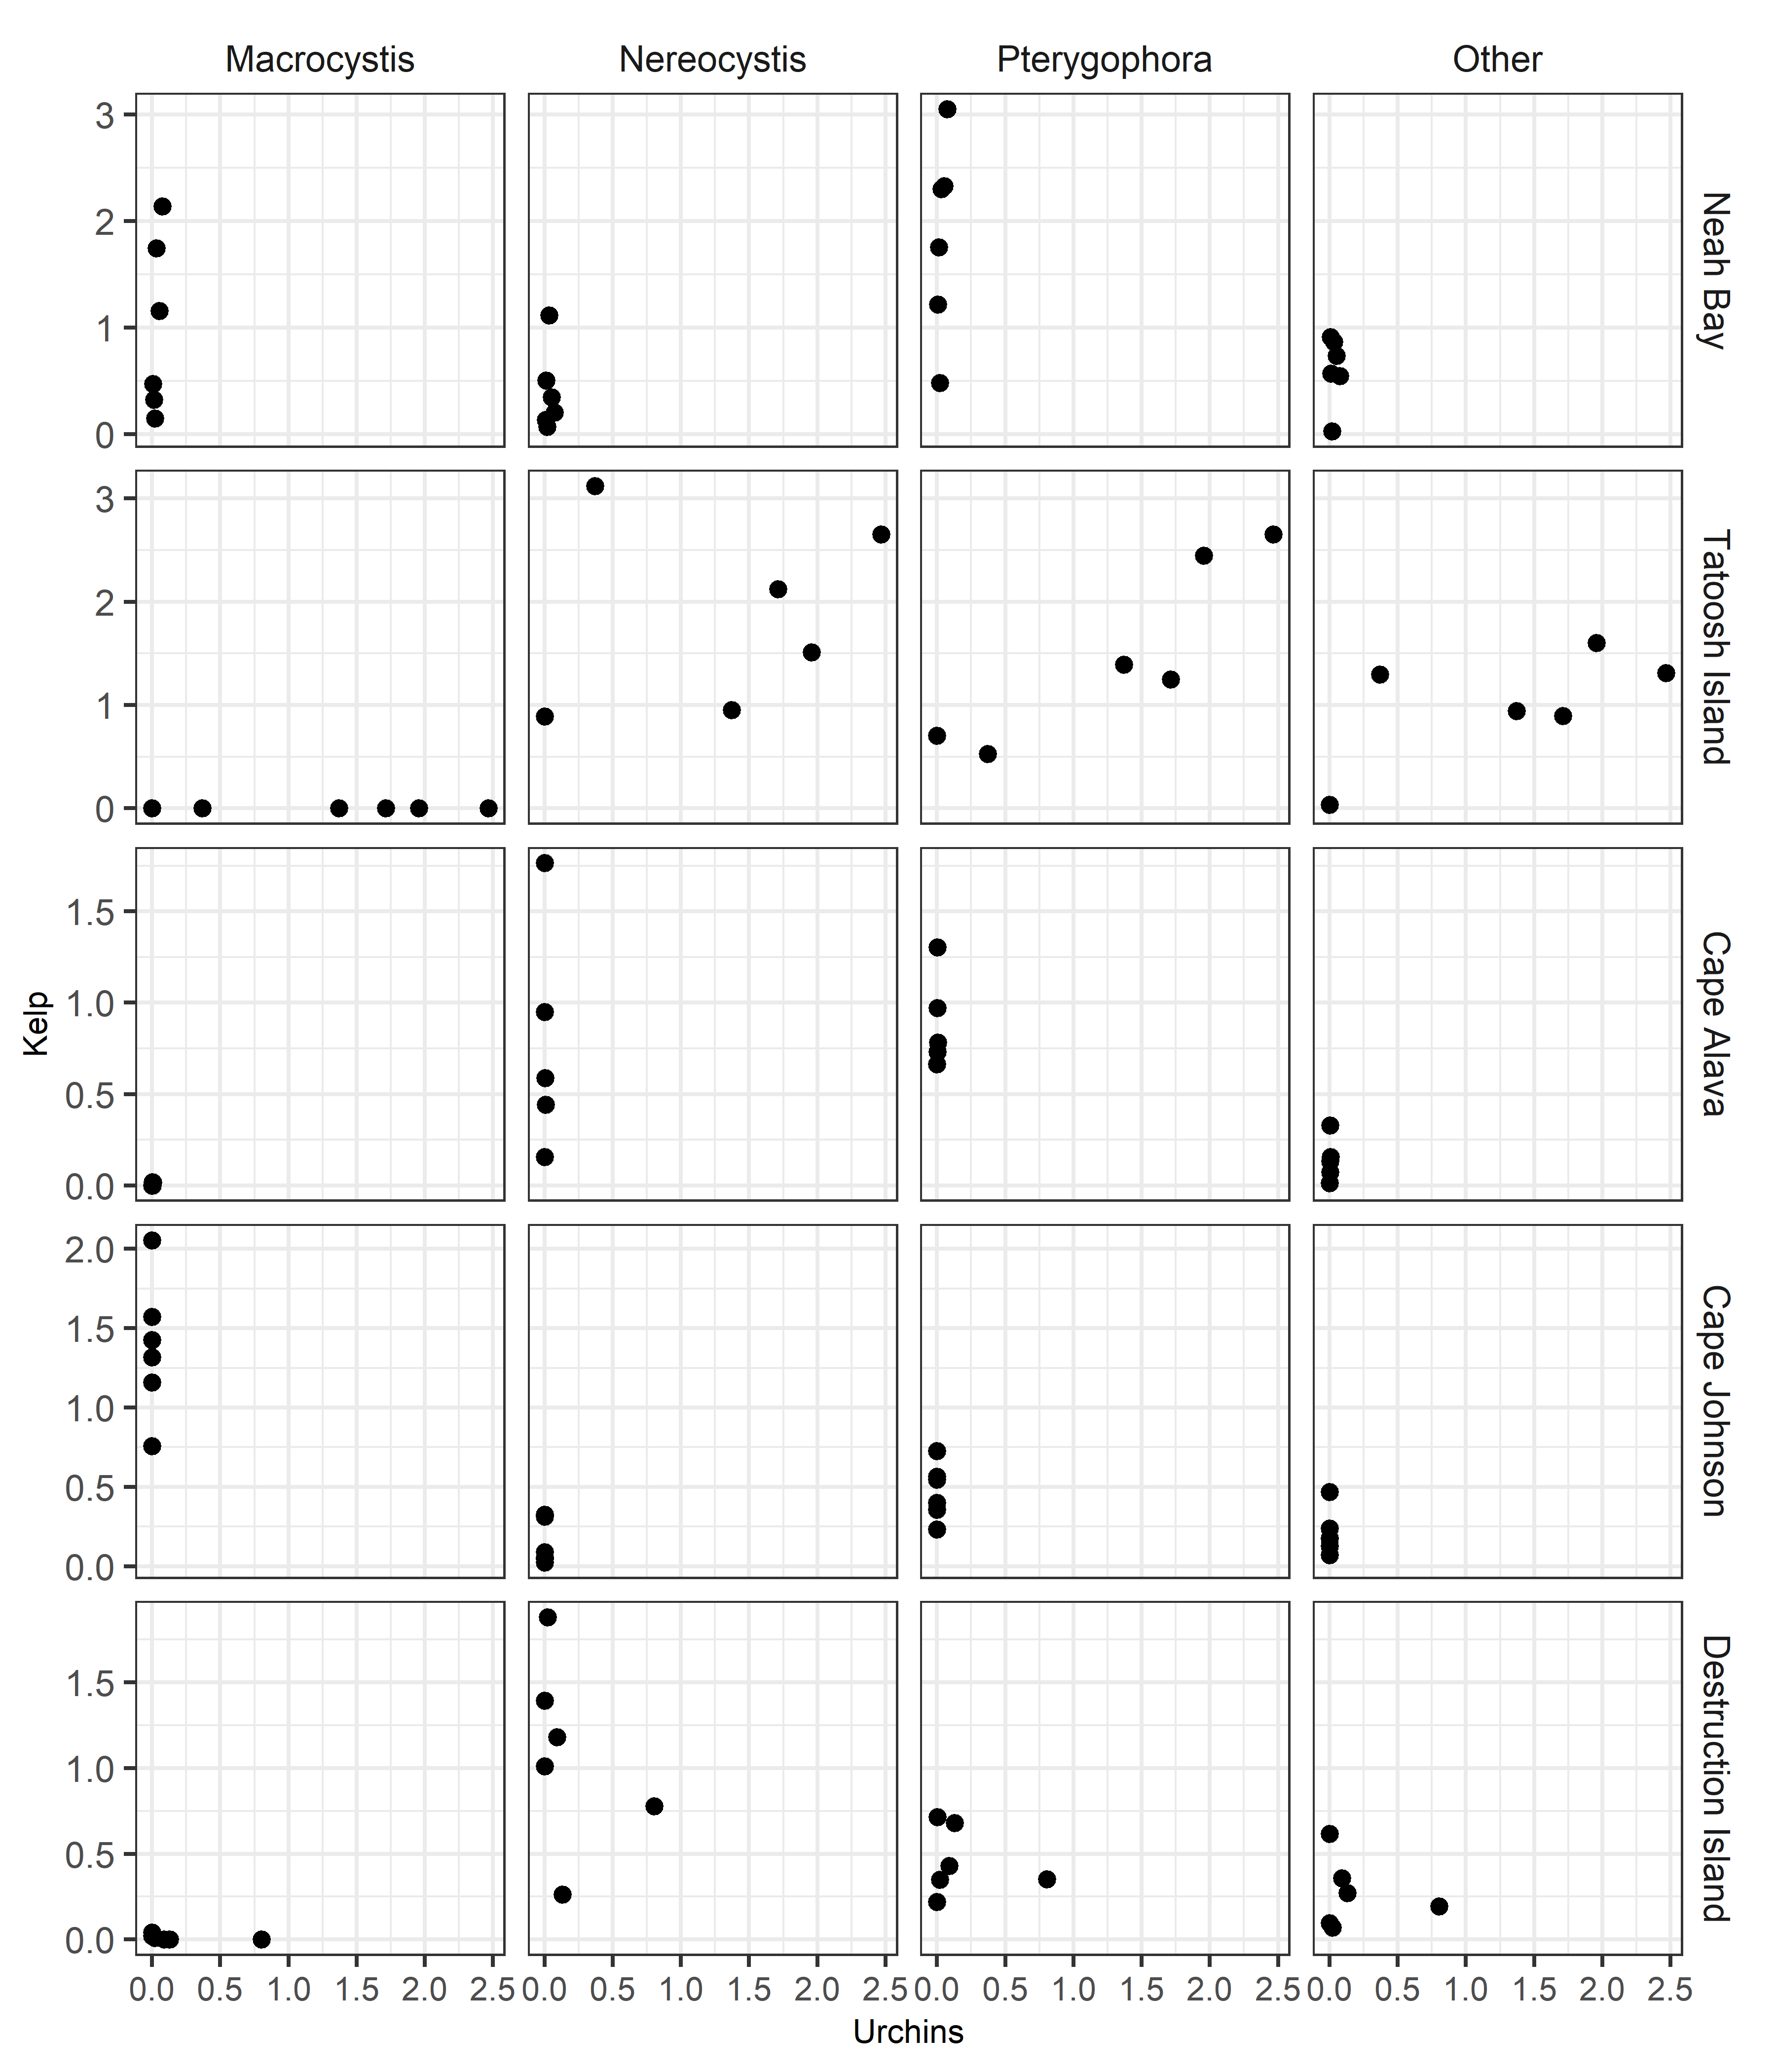 Macrocystis Nereocystis Pterygophora Other
3
2
1
0
Neah Bay
3
2
1
0
Tatoosh Island
1.5
1.0
0.5
0.0
Cape Alava
Kelp
2.0
1.5
1.0
0.5
0.0
Cape Johnson
1.5
1.0
0.5
0.0
Destruction Island
0.0 0.5 1.0 1.5 2.0 2.5 0.0 0.5 1.0 1.5 2.0 2.5 0.0 0.5 1.0 1.5 2.0 2.5 0.0 0.5 1.0 1.5 2.0 2.5
Urchins